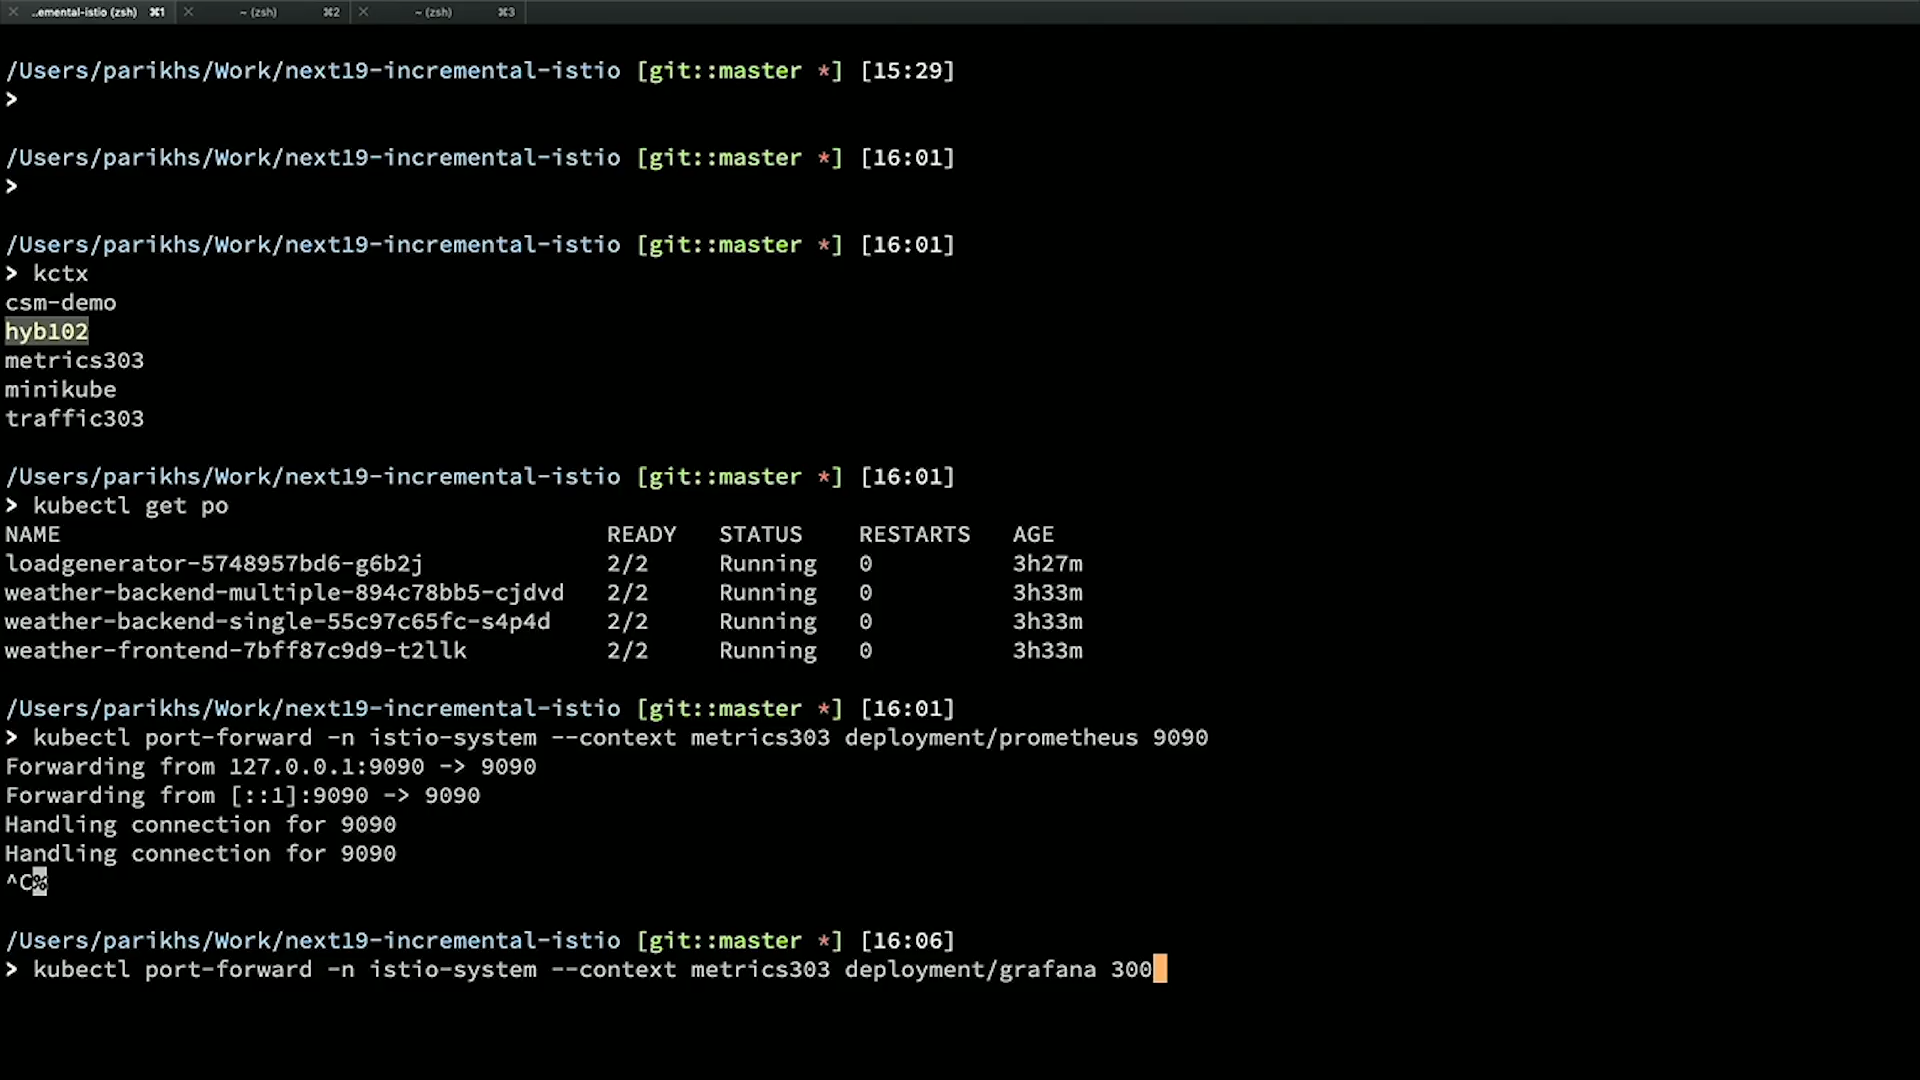 ..emental-istio (zsh) ⌘1 ~ (zsh) ⌘2 ~ (zsh) ⌘3
/Users/parikhs/Work/next19-incremental-istio [git::master *] [15:29]
>
/Users/parikhs/Work/next19-incremental-istio [git::master *] [16:01]
>
/Users/parikhs/Work/next19-incremental-istio [git::master *] [16:01]
> kctx
csm-demo
hyb102
metrics303
minikube
traffic303
/Users/parikhs/Work/next19-incremental-istio [git::master *] [16:01]
> kubectl get po
NAME READY STATUS RESTARTS AGE
loadgenerator-5748957bd6-g6b2j 2/2 Running 0 3h27m
weather-backend-multiple-894c78bb5-cjdvd 2/2 Running 0 3h33m
weather-backend-single-55c97c65fc-s4p4d 2/2 Running 0 3h33m
weather-frontend-7bff87c9d9-t2llk 2/2 Running 0 3h33m
/Users/parikhs/Work/next19-incremental-istio [git::master *] [16:01]
> kubectl port-forward -n istio-system --context metrics303 deployment/prometheus 9090
Forwarding from 127.0.0.1:9090 -> 9090
Forwarding from [::1]:9090 -> 9090
Handling connection for 9090
Handling connection for 9090
^C%
/Users/parikhs/Work/next19-incremental-istio [git::master *] [16:06]
> kubectl port-forward -n istio-system --context metrics303 deployment/grafana 300